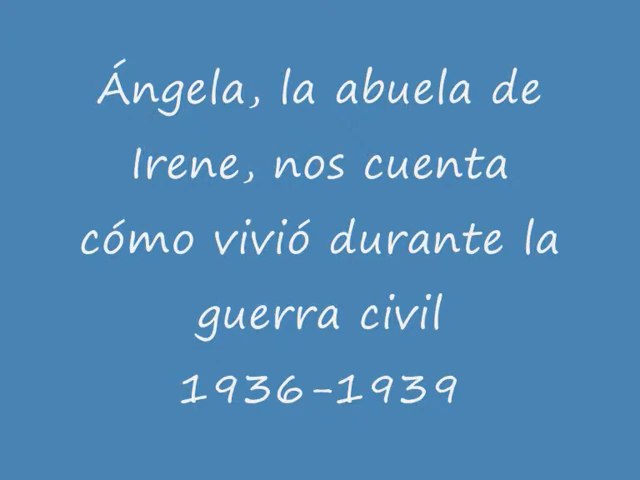 Ángela, la abuela de
Irene, nos cuenta
cómo vivió durante la
guerra civil
1936-1939